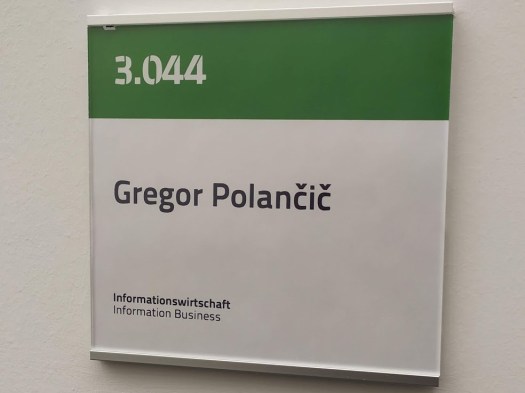 3.044
Gregor Polančič
Informationswirtschaft
Information Business